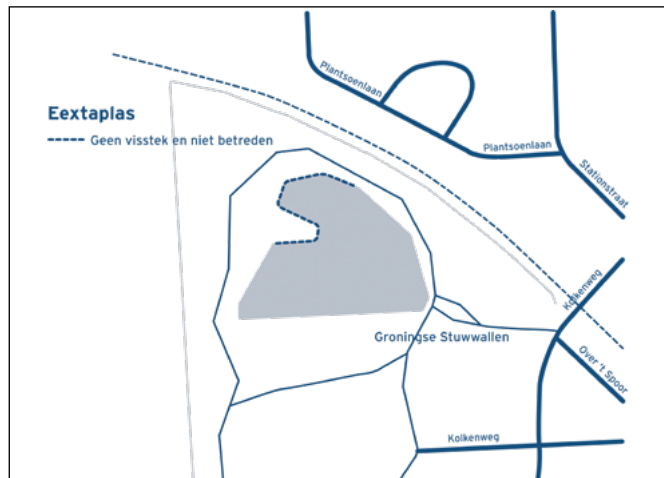 Eextaplas
Geen visstek en niet betreden
Plantsoenlaan
Plantsoenlaan
Stationstraat
Kolkenweg
Groningse Stuwwallen
Over 't Spoor
Kolkenweg